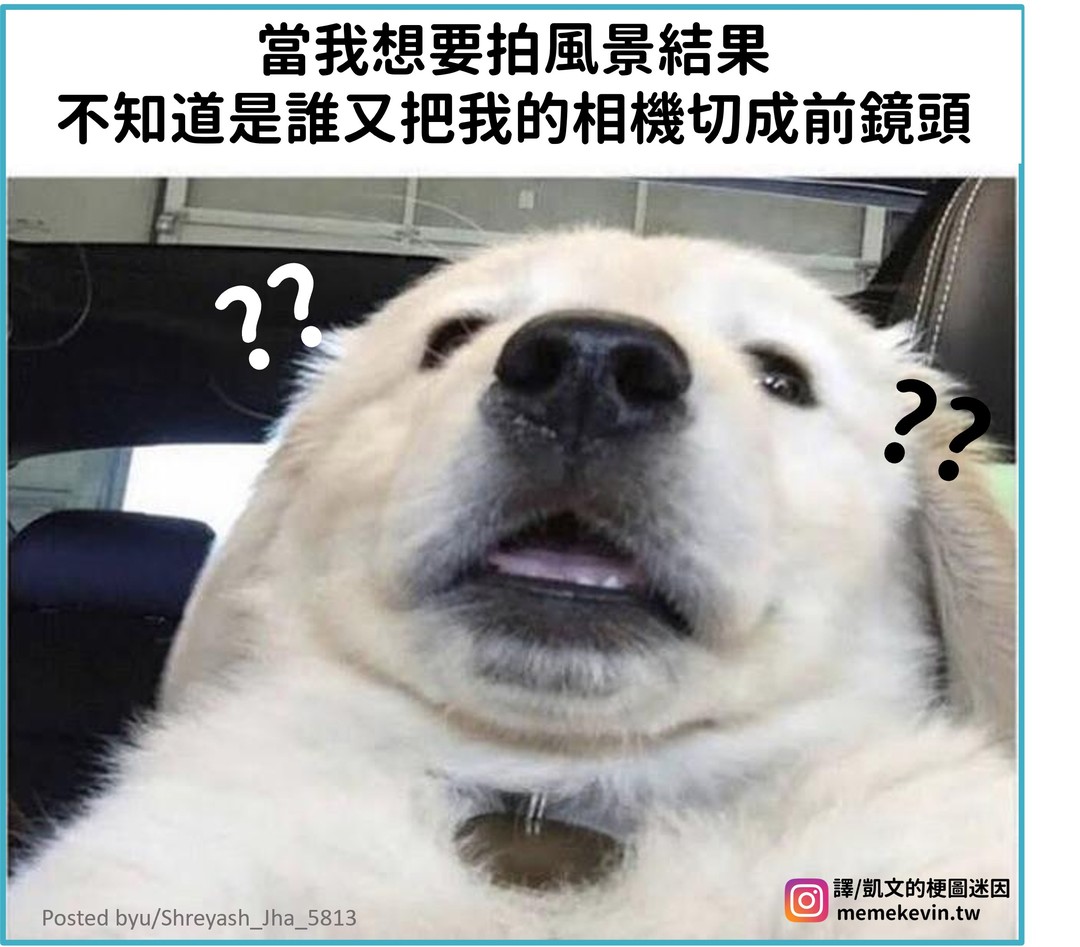 當我想要拍風景結果
不知道是誰又把我的相機切成前鏡頭
??
??
譯/凱文的梗圖迷因
memekevin.tw
Posted byu/Shreyash_Jha_5813